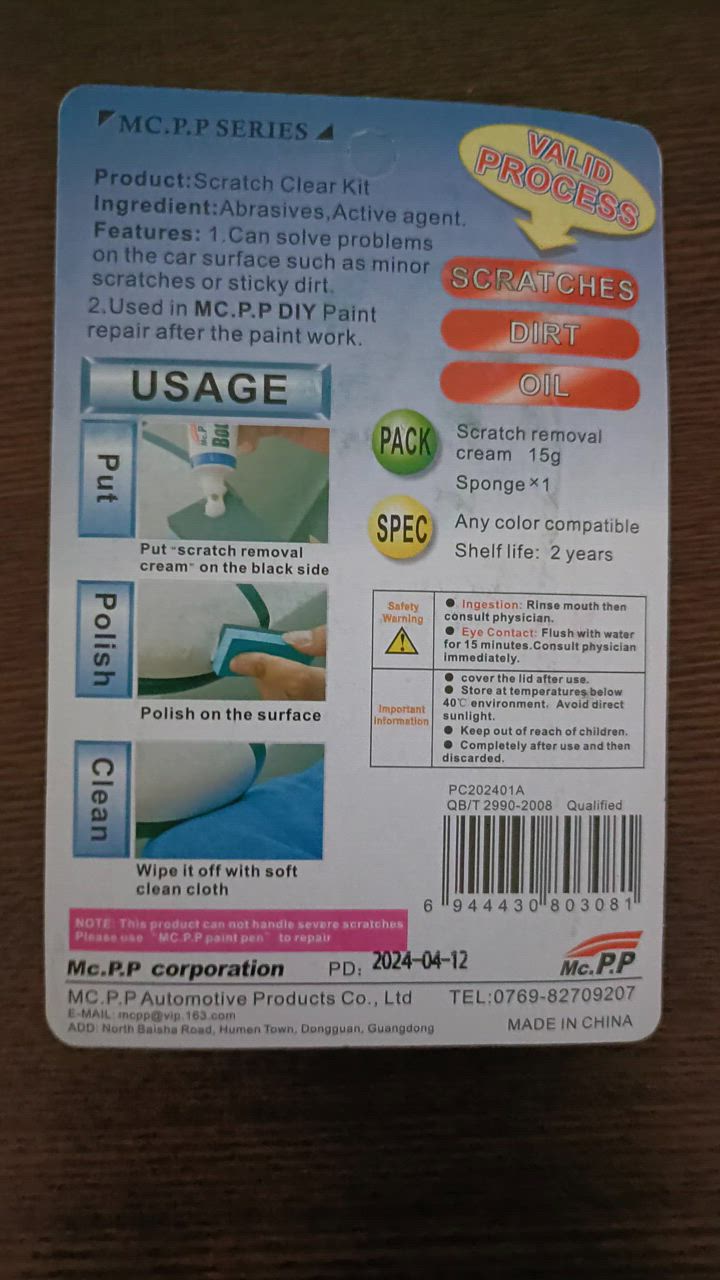 MC.P.P SERIES
Product:Scratch Clear Kit
Ingredient:Abrasives,Active agent.
Features: 1.Can solve problems
on the car surface such as minor
scratches or sticky dirt.
2.Used in MC.P.P DIY Paint
repair after the paint work.
VALID
PROCESS
SCRATCHES
DIRT
OIL
USAGE
Put
Mc.P.
Put "scratch removal
cream" on the black side
Polish
Polish on the surface
Clean
Wipe it off with soft
clean cloth
PACK
Scratch removal
cream 15g
Sponge×1
SPEC
Any color compatible
Shelf life: 2 years
Safety
Warning
● Ingestion: Rinse mouth then
consult physician.
● Eye Contact: Flush with water
for 15 minutes.Consult physician
immediately.
Important
information
● cover the lid after use.
● Store at temperatures below
40℃ environment. Avoid direct
sunlight.
● Keep out of reach of children.
● Completely after use and then
discarded.
PC202401A
QB/T 2990-2008 Qualified
6 944430 803081
NOTE: This product can not handle severe scratches
Please use "MC.P.P paint pen" to repair
Mc.P.P corporation PD: 2024-04-12
Mc.P.P
MC.P.P Automotive Products Co., Ltd TEL:0769-82709207
E-MAIL: mcpp@vip.163.com
ADD: North Baisha Road, Humen Town, Dongguan, Guangdong
MADE IN CHINA